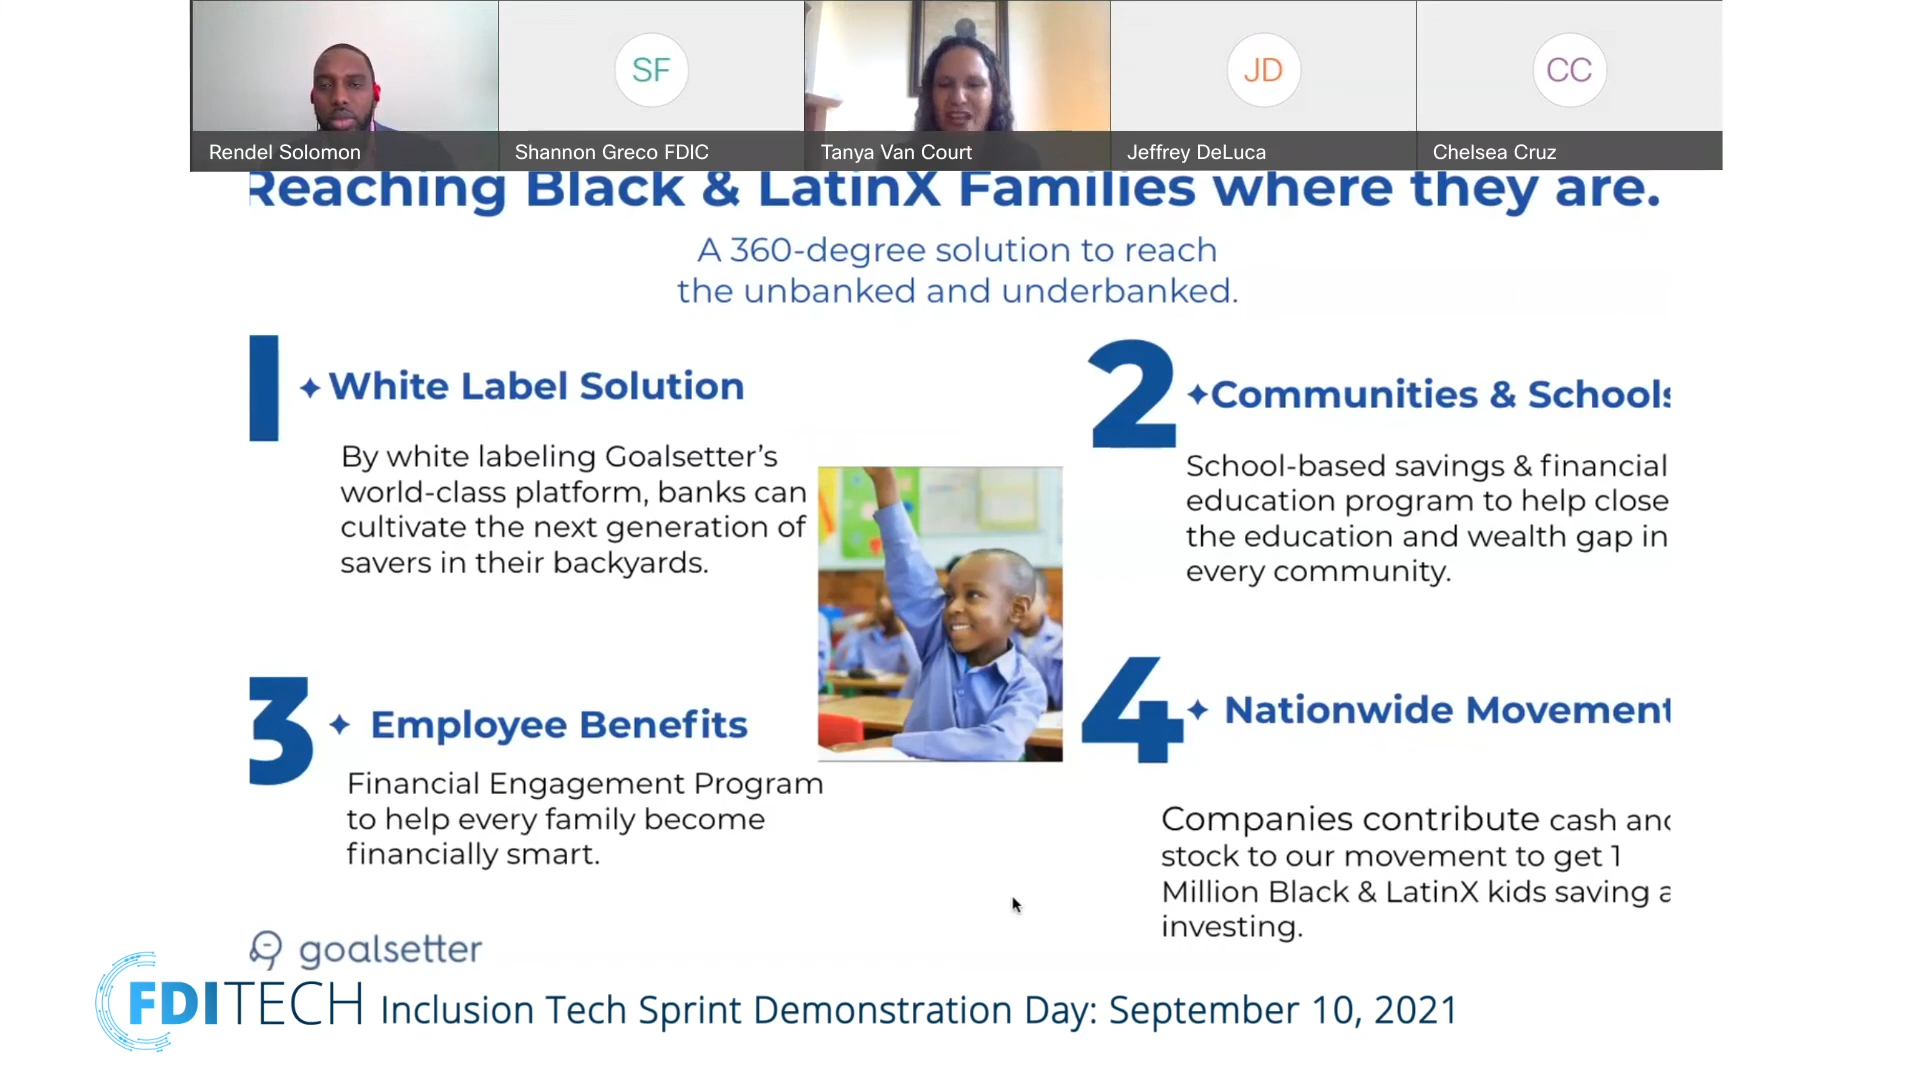 SF
JD
CC
Rendel Solomon
Shannon Greco FDIC
Tanya Van Court
Jeffrey DeLuca
Chelsea Cruz
Reaching Black & LatinX Families where they are.
A 360-degree solution to reach
the unbanked and underbanked.
1
✦ White Label Solution
By white labeling Goalsetter’s
world-class platform, banks can
cultivate the next generation of
savers in their backyards.
2
✦Communities & Schools
School-based savings & financial
education program to help close
the education and wealth gap in
every community.
3
✦ Employee Benefits
Financial Engagement Program
to help every family become
financially smart.
4
✦ Nationwide Movement
Companies contribute cash and
stock to our movement to get 1
Million Black & LatinX kids saving a
investing.
goalsetter
FDITECH Inclusion Tech Sprint Demonstration Day: September 10, 2021